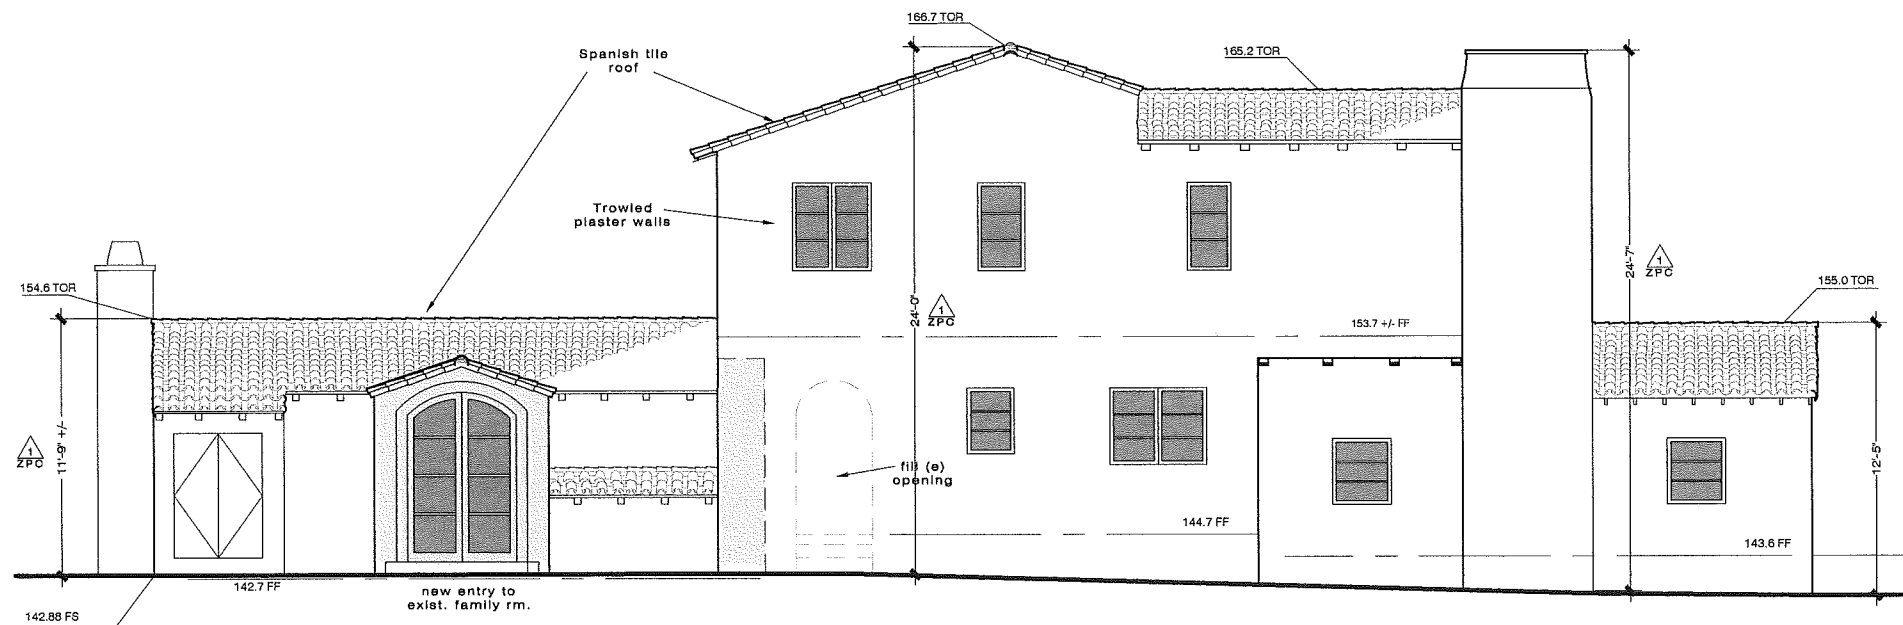 166.7 TOR
165.2 TOR
Spanish tile
roof
Trowled
plaster walls
154.6 TOR
24'-0"
1
ZPC
24'-7"
1
ZPC
155.0 TOR
153.7 +/- FF
11'-9" +/-
1
ZPC
12'-5"
fill (e)
opening
144.7 FF
143.6 FF
142.7 FF
new entry to
exist. family rm.
142.88 FS